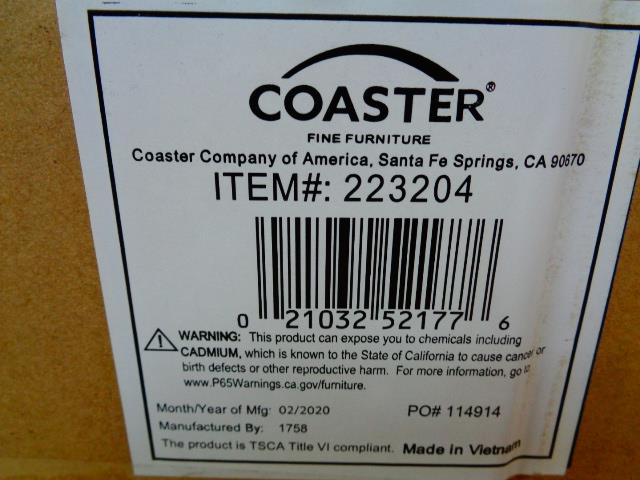 COASTER®
FINE FURNITURE
Coaster Company of America, Santa Fe Springs, CA 90670
ITEM#: 223204
0 21032 52177 6
WARNING: This product can expose you to chemicals including
CADMIUM, which is known to the State of California to cause cancer or
birth defects or other reproductive harm. For more information, go to
www.P65Warnings.ca.gov/furniture.
Month/Year of Mfg: 02/2020 PO# 114914
Manufactured By: 1758
The product is TSCA Title VI compliant. Made in Vietnam